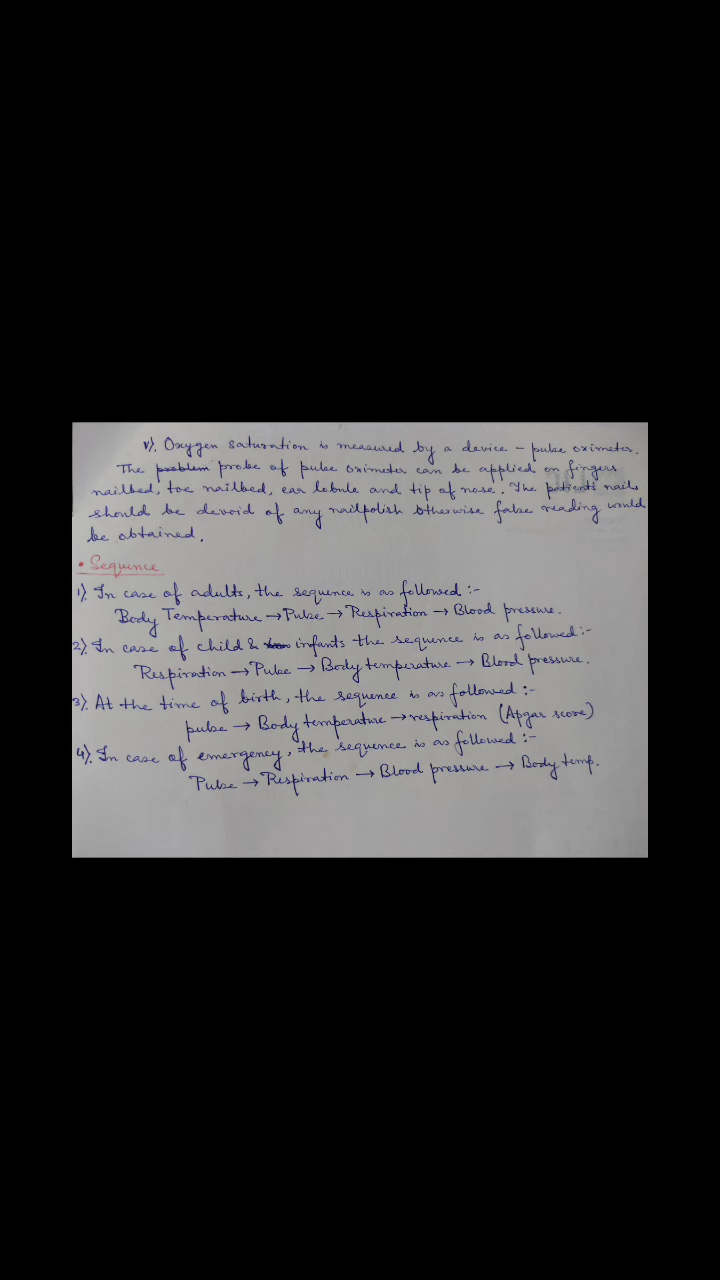 v). Oxygen saturation is measured by a device - pulse oximeter.
The problem probe of pulse oximeter can be applied on fingers
nailbed, toe nailbed, ear lobule and tip of nose. The patients nails
should be devoid of any nailpolish otherwise false reading would
be obtained.
• Sequence
1). In case of adults, the sequence is as followed :-
Body Temperature → Pulse → Respiration → Blood pressure.
2). In case of child & infants the sequence is as followed :-
Respiration → Pulse → Body temperature → Blood pressure.
3). At the time of birth, the sequence is as followed :-
pulse → Body temperature → respiration (Apgar score)
4). In case of emergency, the sequence is as followed :-
Pulse → Respiration → Blood pressure → Body temp.